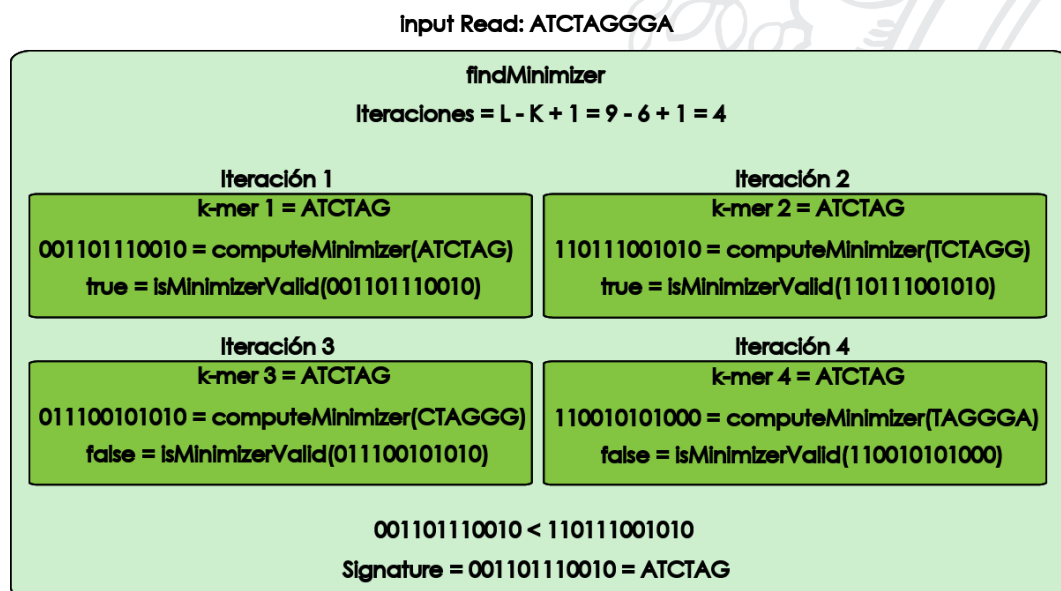 input Read: ATCTAGGGA
findMinimizer
Iteraciones = L - K + 1 = 9 - 6 + 1 = 4
Iteración 1
k-mer 1 = ATCTAG
001101110010 = computeMinimizer(ATCTAG)
true = isMinimizerValid(001101110010)
Iteración 2
k-mer 2 = ATCTAG
110111001010 = computeMinimizer(TCTAGG)
true = isMinimizerValid(110111001010)
Iteración 3
k-mer 3 = ATCTAG
011100101010 = computeMinimizer(CTAGGG)
false = isMinimizerValid(011100101010)
Iteración 4
k-mer 4 = ATCTAG
110010101000 = computeMinimizer(TAGGGA)
false = isMinimizerValid(110010101000)
001101110010 < 110111001010
Signature = 001101110010 = ATCTAG